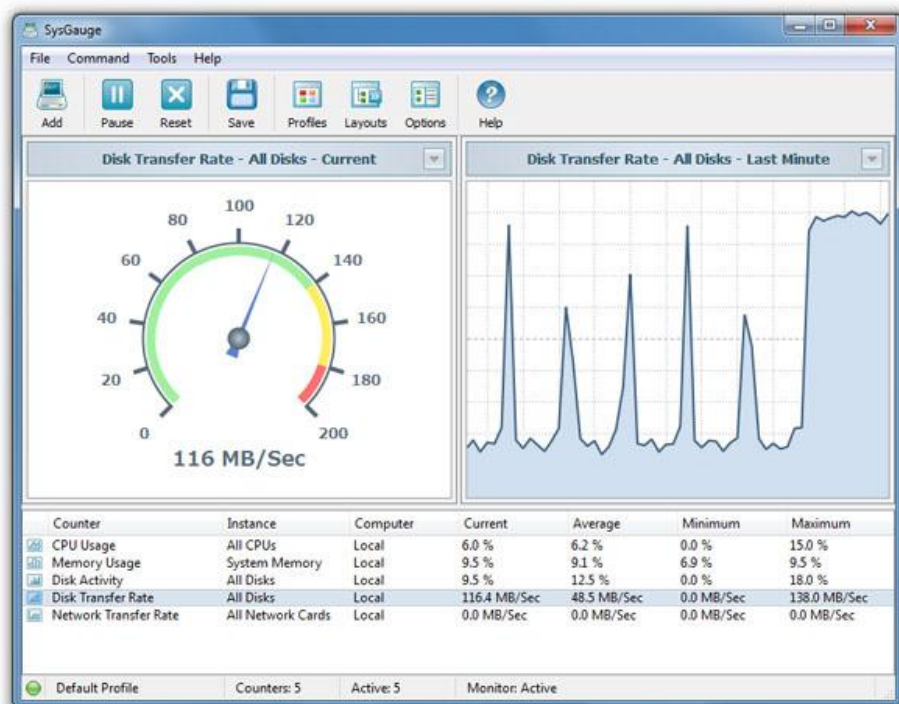 SysGauge
File Command Tools Help
Add Pause Reset Save Profiles Layouts Options Help
Disk Transfer Rate - All Disks - Current
0 20 40 60 80 100 120 140 160 180 200
116 MB/Sec
Disk Transfer Rate - All Disks - Last Minute
Counter Instance Computer Current Average Minimum Maximum
CPU Usage All CPUs Local 6.0 % 6.2 % 0.0 % 15.0 %
Memory Usage System Memory Local 9.5 % 9.1 % 6.9 % 9.5 %
Disk Activity All Disks Local 9.5 % 12.5 % 0.0 % 18.0 %
Disk Transfer Rate All Disks Local 116.4 MB/Sec 48.5 MB/Sec 0.0 MB/Sec 138.0 MB/Sec
Network Transfer Rate All Network Cards Local 0.0 MB/Sec 0.0 MB/Sec 0.0 MB/Sec 0.0 MB/Sec
Default Profile Counters: 5 Active: 5 Monitor: Active